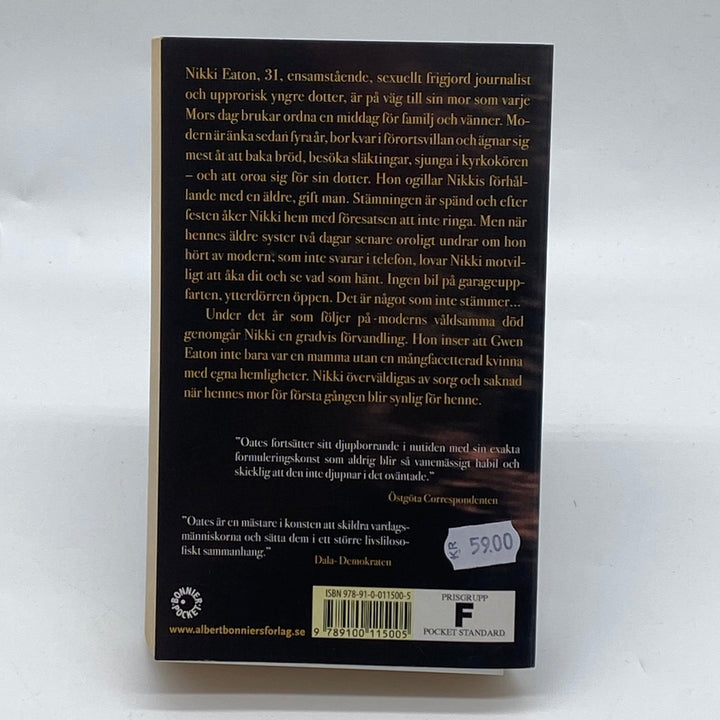 Nikki Eaton, 31, ensamstående, sexuellt frigjord journalist
och upprorisk yngre dotter, är på väg till sin mor som varje
Mors dag brukar ordna en middag för familj och vänner. Mo-
dern är änka sedan fyra år, bor kvar i förortsvillan och ägnar sig
mest åt att baka bröd, besöka släktingar, sjunga i kyrkokören
– och att oroa sig för sin dotter. Hon ogillar Nikkis förhål-
lande med en äldre, gift man. Stämningen är spänd och efter
festen åker Nikki hem med föresatsen att inte ringa. Men när
hennes äldre syster två dagar senare oroligt undrar om hon
hört av modern, som inte svarar i telefon, lovar Nikki motvil-
ligt att åka dit och se vad som hänt. Ingen bil på garageupp-
farten, ytterdörren öppen. Det är något som inte stämmer...
Under det år som följer på moderns våldsamma död
genomgår Nikki en gradvis förvandling. Hon inser att Gwen
Eaton inte bara var en mamma utan en mångfacetterad kvinna
med egna hemligheter. Nikki överväldigas av sorg och saknad
när hennes mor för första gången blir synlig för henne.
"Oates fortsätter sitt djupborrande i nutiden med sin exakta
formuleringskonst som aldrig blir så vanemässigt habil och
skicklig att den inte djupnar i det oväntade."
Östgöta Correspondenten
"Oates är en mästare i konsten att skildra vardags-
människorna och sätta dem i ett större livsfiloso-
fiskt sammanhang."
Dala-Demokraten
KR 59.00
BONNIER POCKET
www.albertbonniersforlag.se
ISBN 978-91-0-011500-5
9 789100 115005
PRISGRUPP
F
POCKET STANDARD